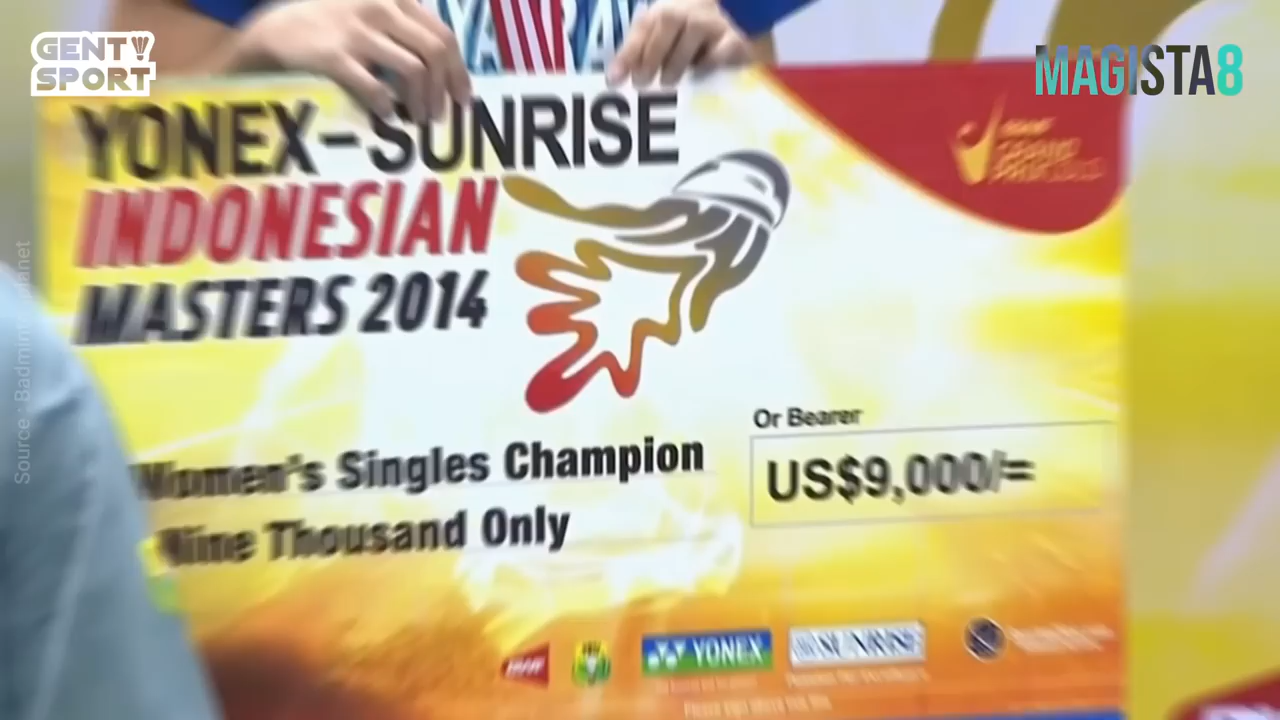 GENT
SPORT
MAGISTA8
YONEX-SUNRISE
INDONESIAN
MASTERS 2014
Or Bearer
Women's Singles Champion
US$9,000/=
Nine Thousand Only
YONEX
SUNRISE